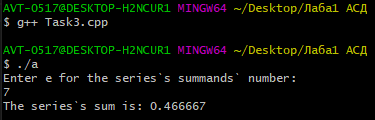 AVT-0517@DESKTOP-H2NCUR1 MINGW64 ~/Desktop/Лаба1 АСД
$ g++ Task3.cpp
AVT-0517@DESKTOP-H2NCUR1 MINGW64 ~/Desktop/Лаба1 АСД
$ ./a
Enter e for the series`s summands` number:
7
The series`s sum is: 0.466667